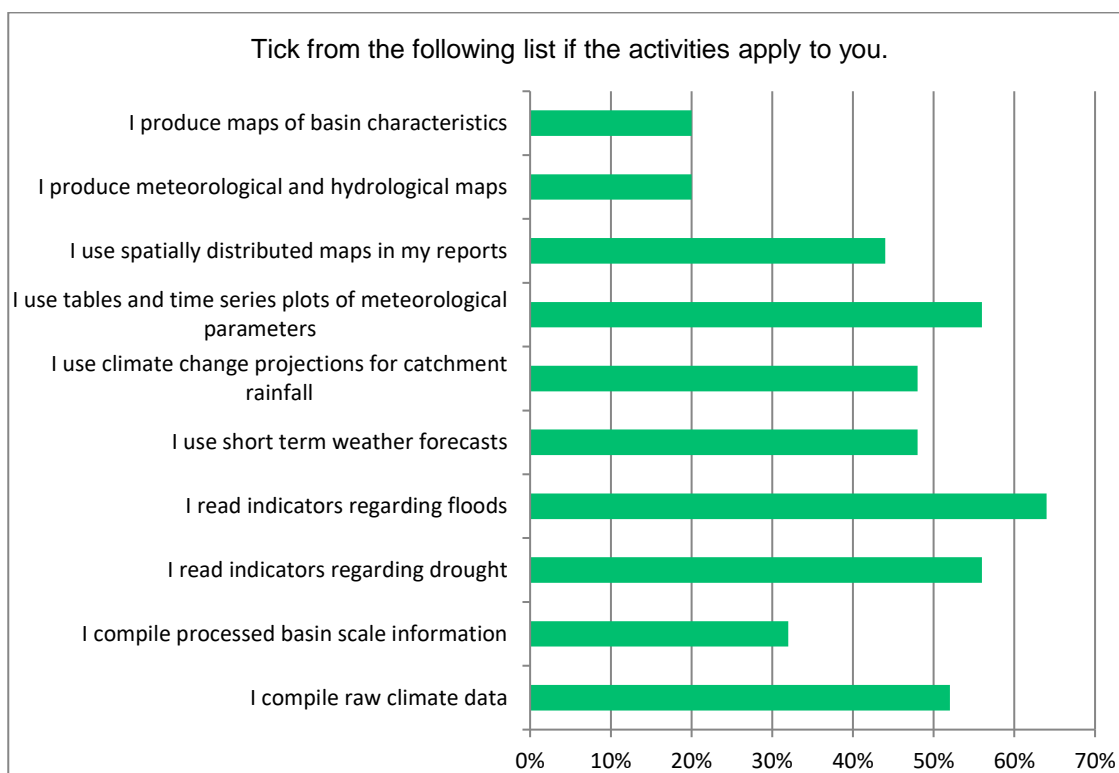 Tick from the following list if the activities apply to you.
I produce maps of basin characteristics
I produce meteorological and hydrological maps
I use spatially distributed maps in my reports
I use tables and time series plots of meteorological
parameters
I use climate change projections for catchment
rainfall
I use short term weather forecasts
I read indicators regarding floods
I read indicators regarding drought
I compile processed basin scale information
I compile raw climate data
0% 10% 20% 30% 40% 50% 60% 70%